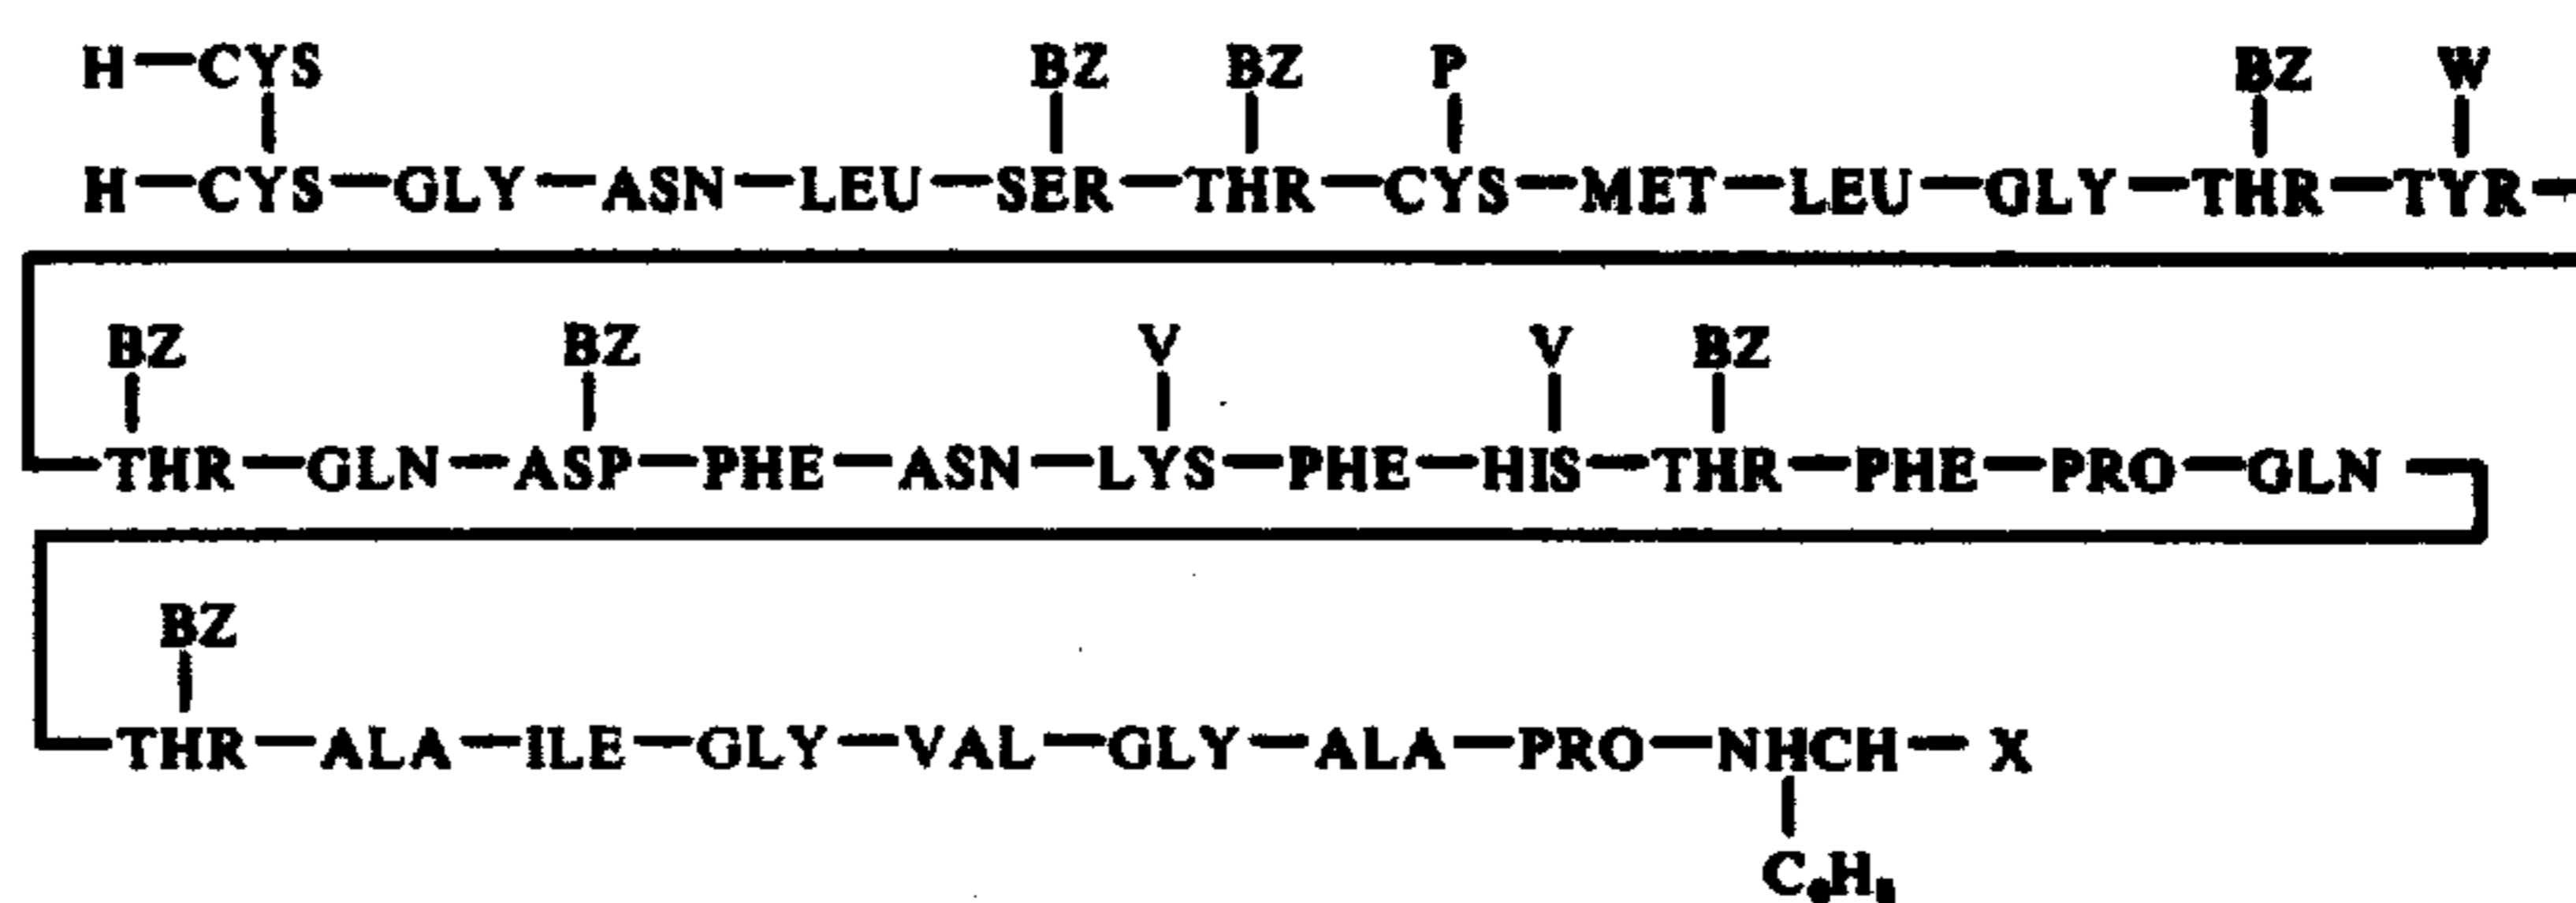 H—CYS
BZ BZ P BZ W
H—CYS—GLY—ASN—LEU—SER—THR—CYS—MET—LEU—GLY—THR—TYR—
BZ BZ V V BZ
—THR—GLN—ASP—PHE—ASN—LYS—PHE—HIS—THR—PHE—PRO—GLN—
BZ
—THR—ALA—ILE—GLY—VAL—GLY—ALA—PRO—NHCH—X
C₆H₅